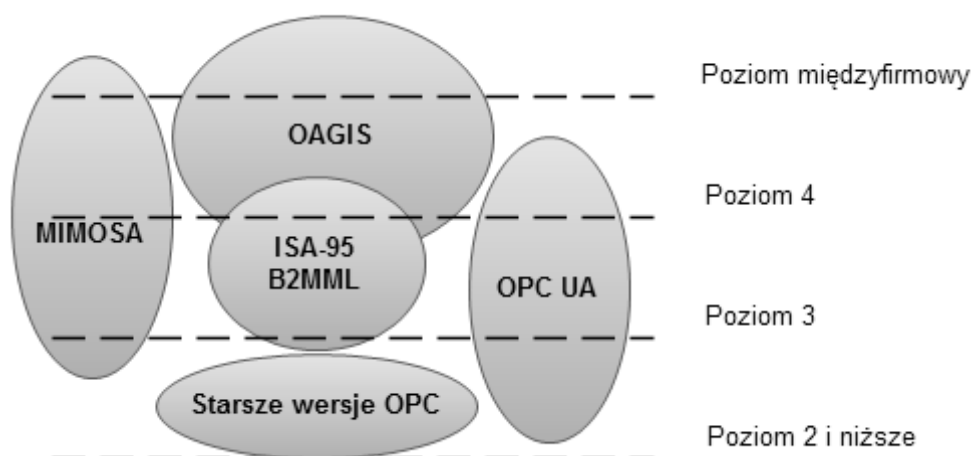 Poziom międzyfirmowy
OAGIS
Poziom 4
MIMOSA
ISA-95
B2MML
OPC UA
Poziom 3
Starsze wersje OPC
Poziom 2 i niższe